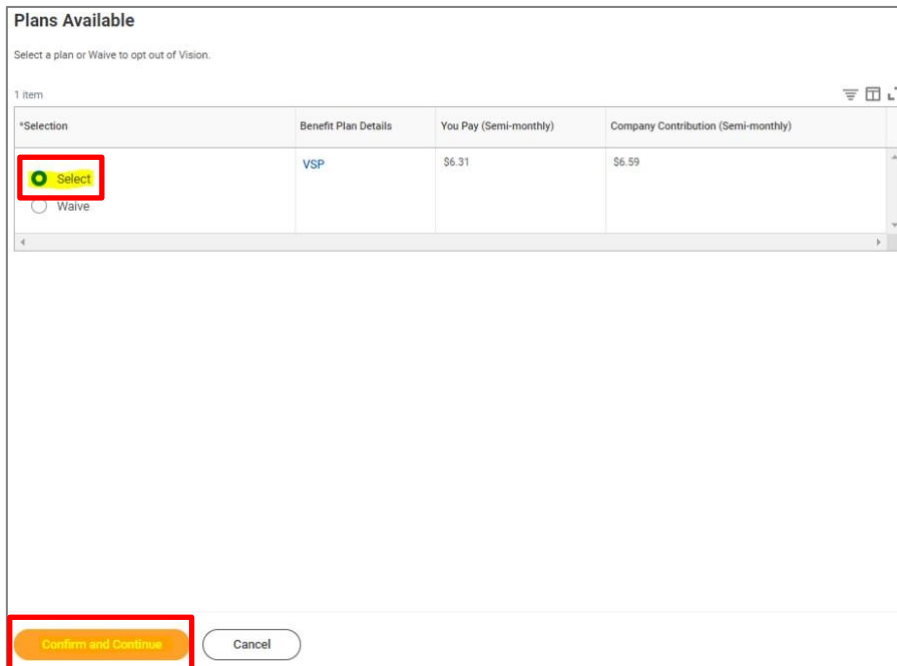 Plans Available
Select a plan or Waive to opt out of Vision.
1 item
*Selection Benefit Plan Details You Pay (Semi-monthly) Company Contribution (Semi-monthly)
Select VSP $6.31 $6.59
Waive
Confirm and Continue Cancel